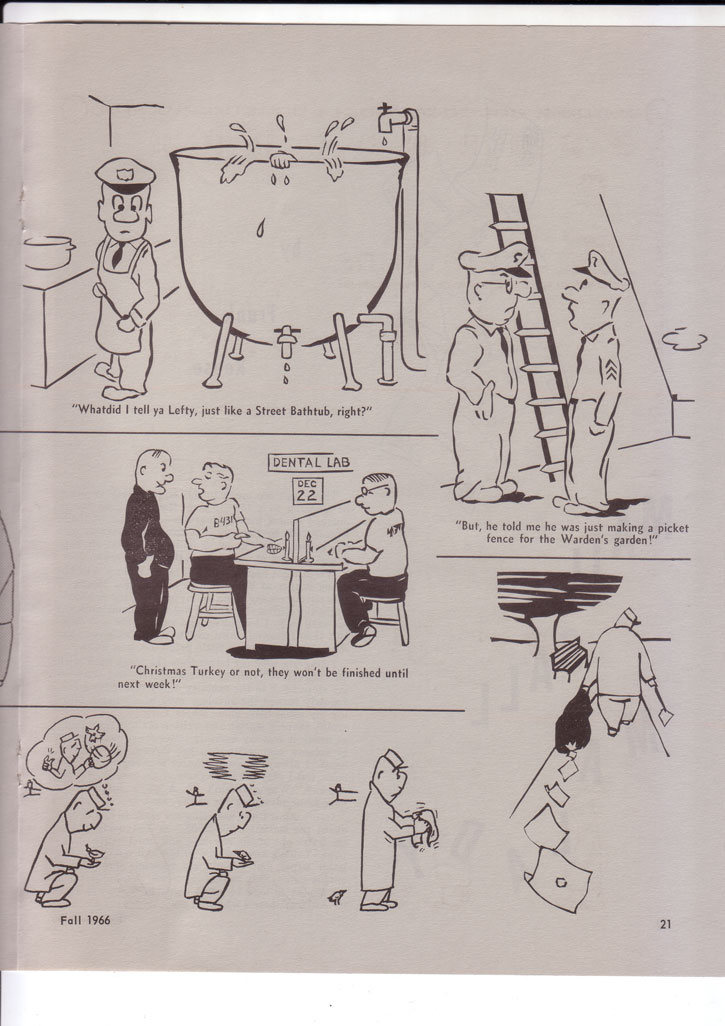 "Whatdid I tell ya Lefty, just like a Street Bathtub, right?"
"But, he told me he was just making a picket
fence for the Warden's garden!"
DENTAL LAB
DEC
22
B431
"Christmas Turkey or not, they won't be finished until
next week!"
Fall 1966
21